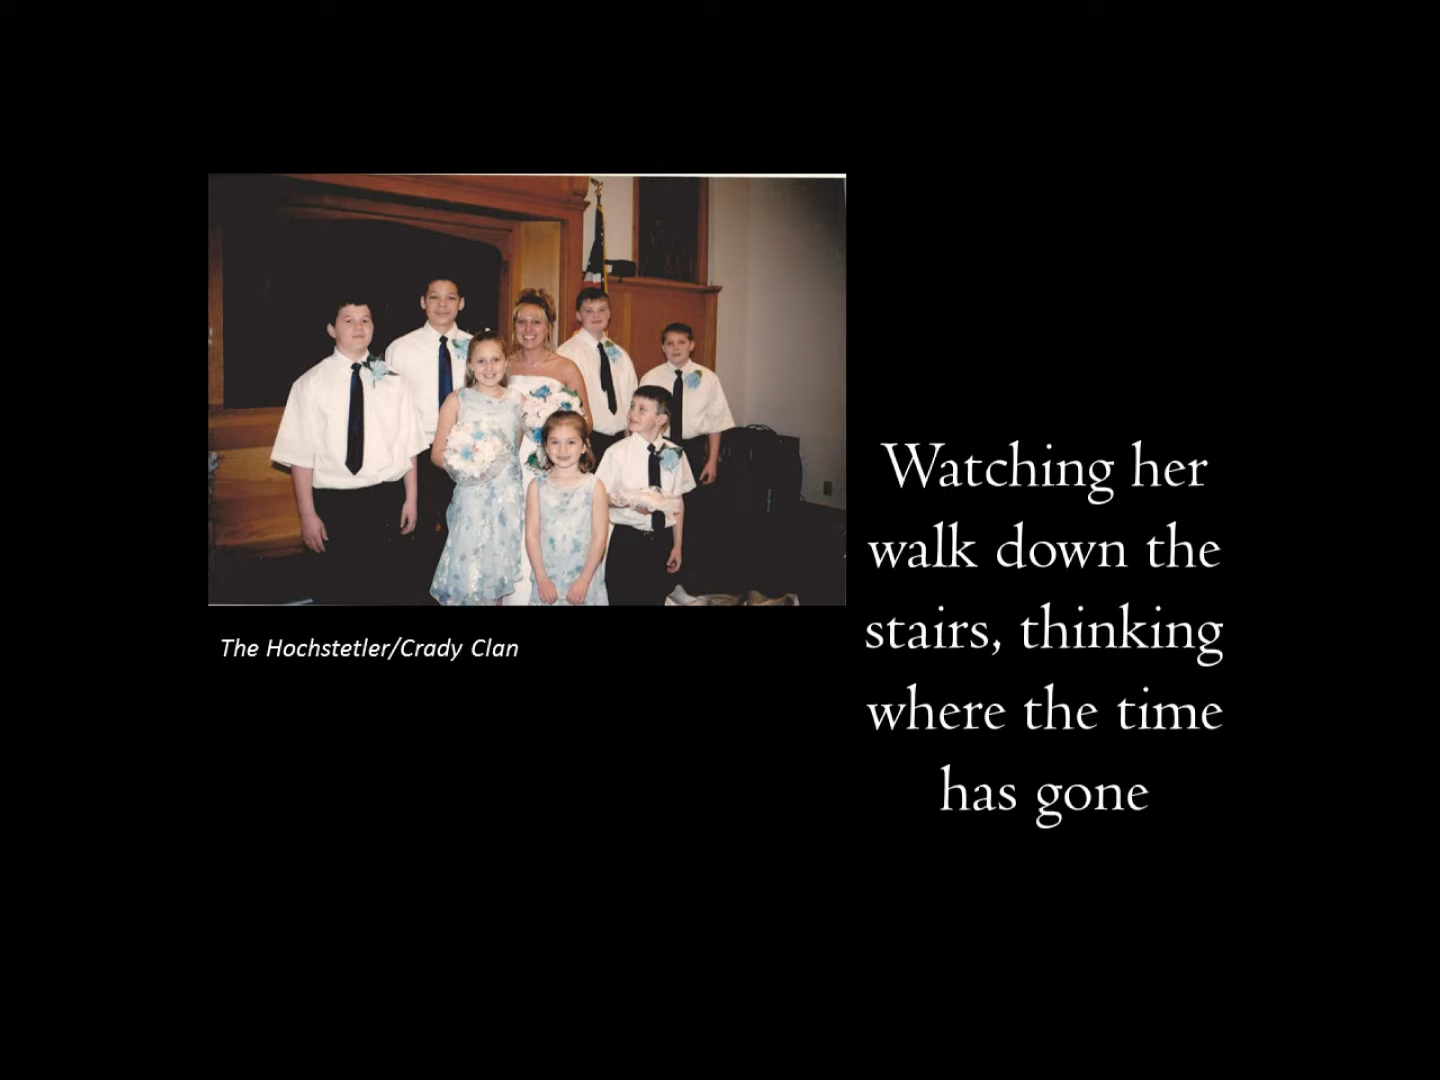 The Hochstetler/Crady Clan
Watching her
walk down the
stairs, thinking
where the time
has gone